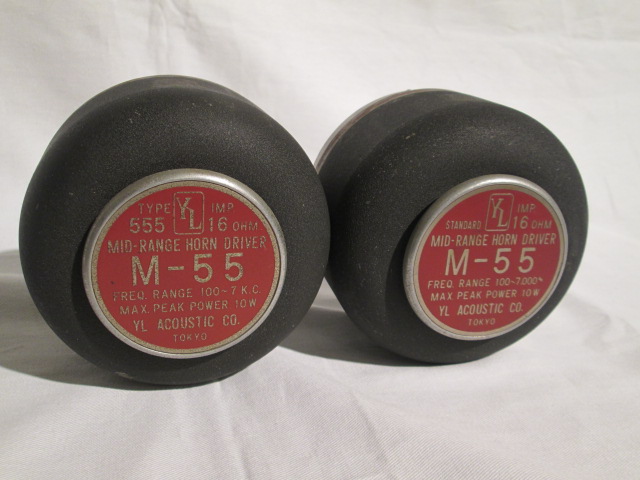 TYPE YL IMP.
555 16 OHM
MID-RANGE HORN DRIVER
M-55
FREQ. RANGE 100~7 K.C.
MAX. PEAK POWER 10W
YL ACOUSTIC CO.
TOKYO
YL IMP.
STANDARD 16 OHM
MID-RANGE HORN DRIVER
M-55
FREQ. RANGE 100~7,000~
MAX. PEAK POWER 10W
YL ACOUSTIC CO.
TOKYO